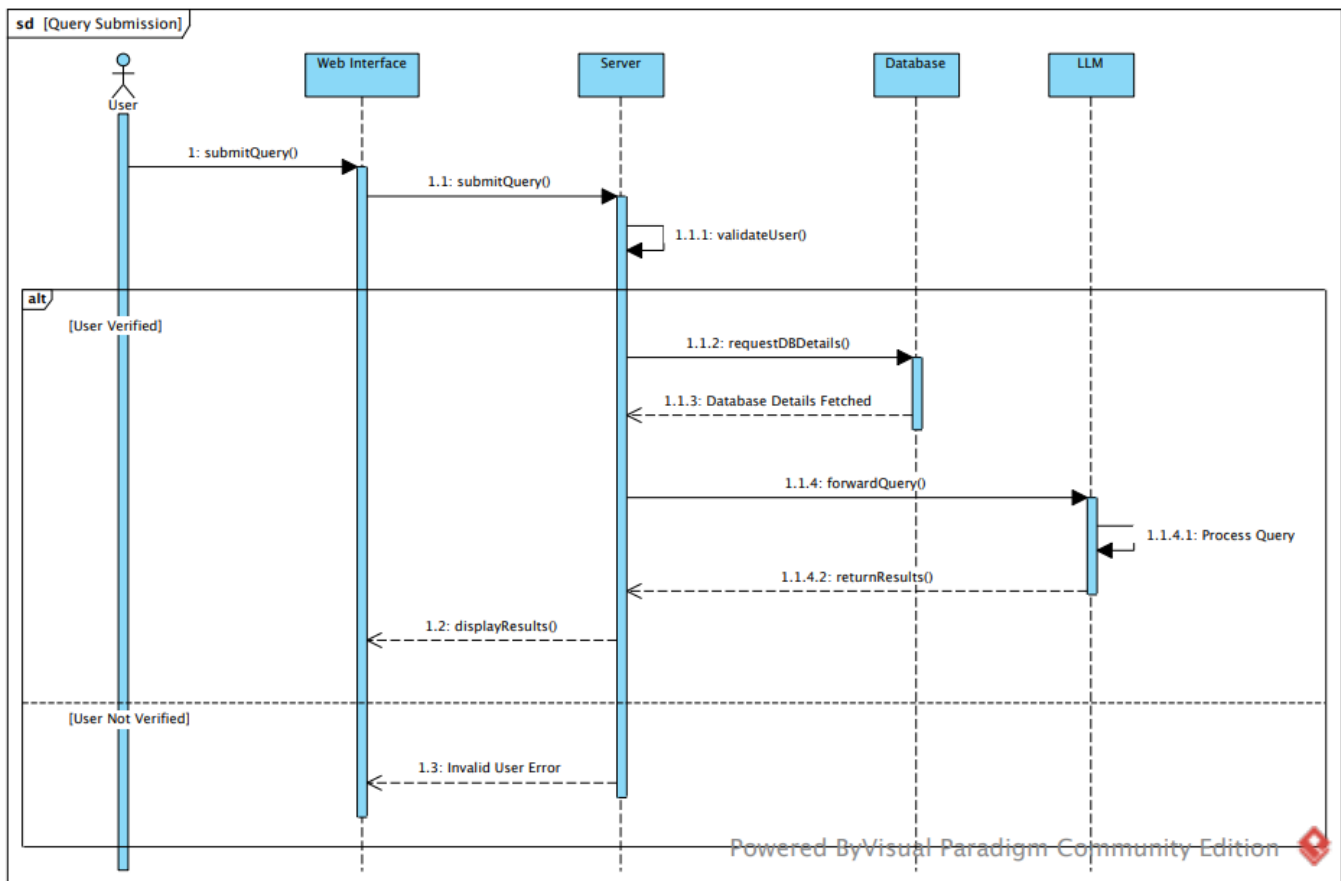 sd [Query Submission]
User
Web Interface
Server
Database
LLM
1: submitQuery()
1.1: submitQuery()
1.1.1: validateUser()
alt
[User Verified]
1.1.2: requestDBDetails()
1.1.3: Database Details Fetched
1.1.4: forwardQuery()
1.1.4.1: Process Query
1.1.4.2: returnResults()
1.2: displayResults()
[User Not Verified]
1.3: Invalid User Error
Powered ByVisual Paradigm Community Edition